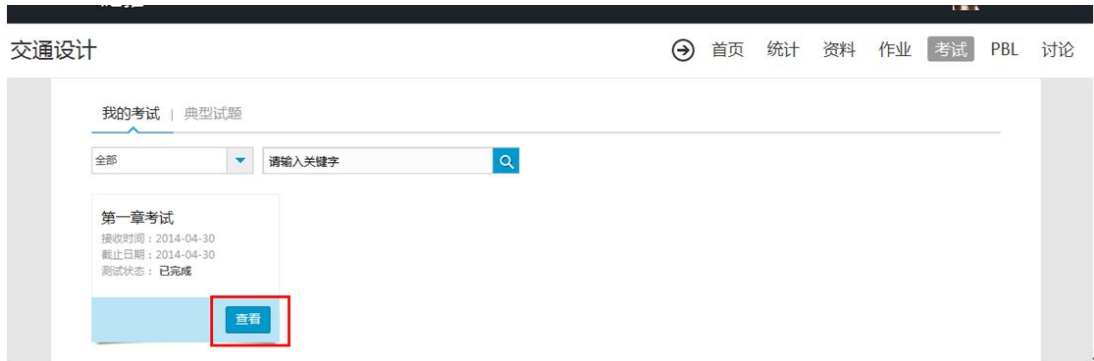 交通设计
首页 统计 资料 作业 考试 PBL 讨论
我的考试 | 典型试题
全部
请输入关键字
第一章考试
接收时间：2014-04-30
截止日期：2014-04-30
测试状态： 已完成
查看